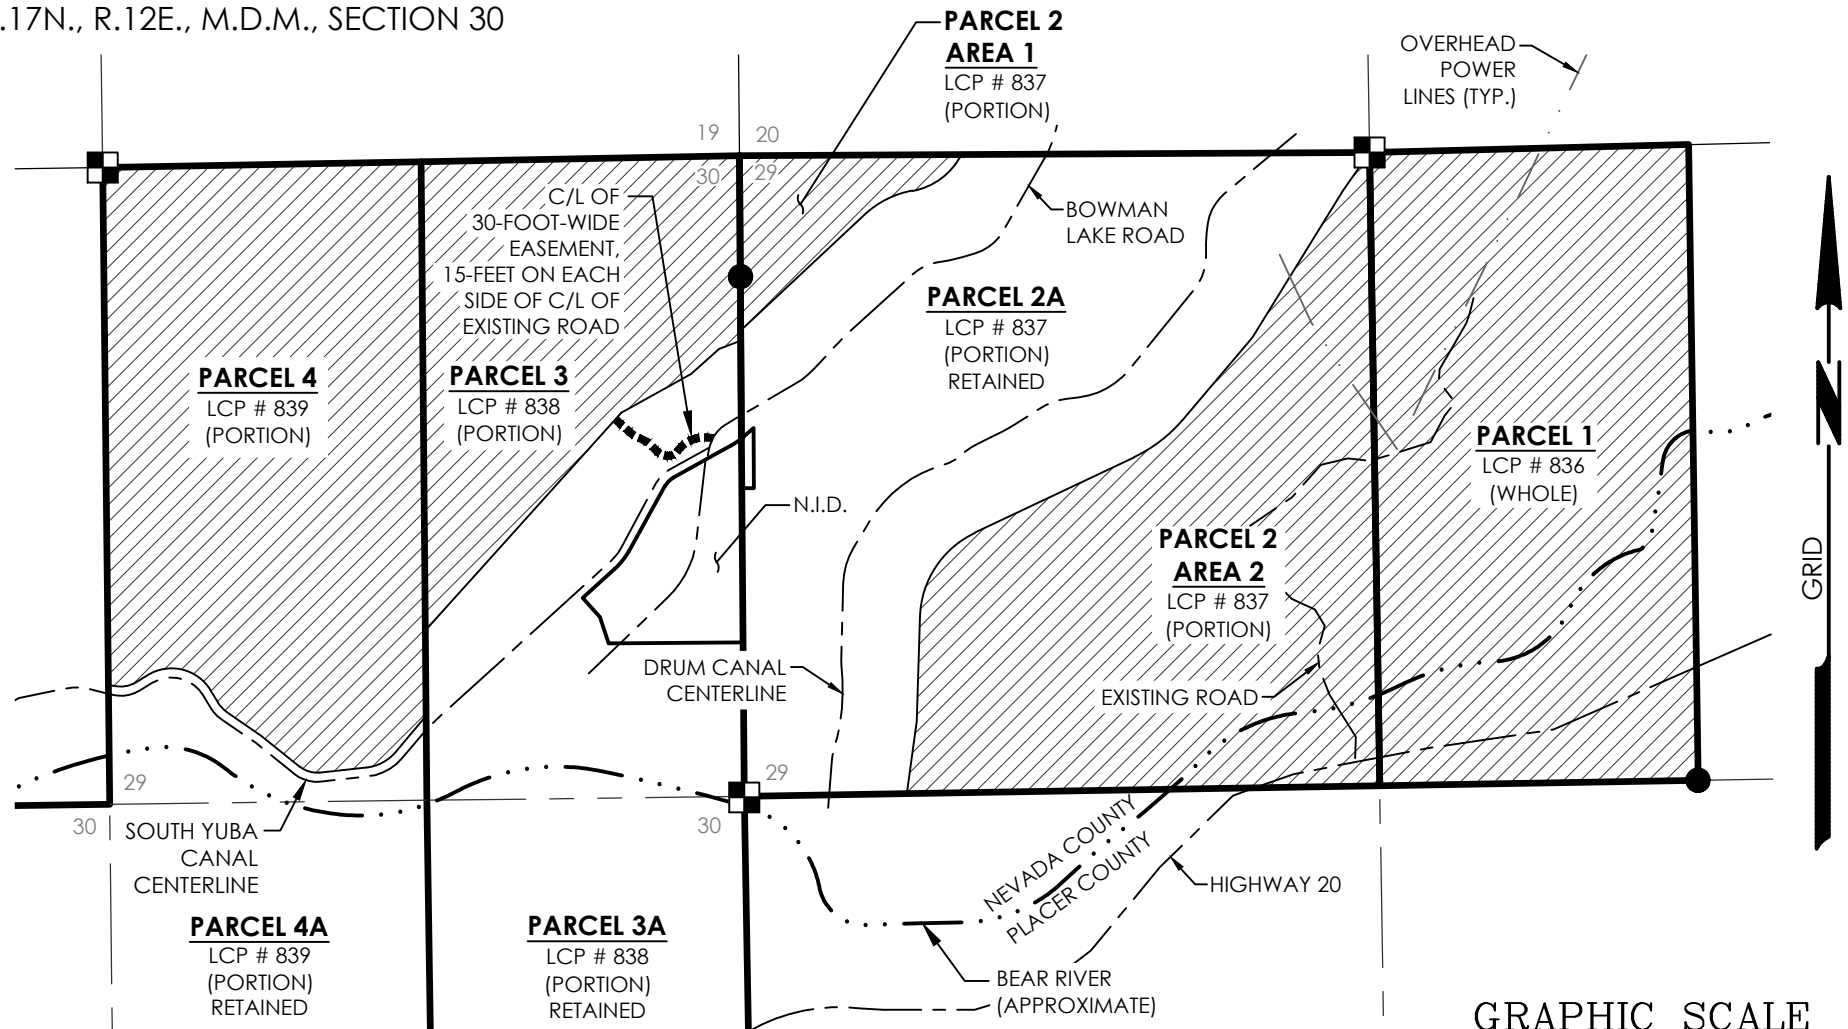 .17N., R.12E., M.D.M., SECTION 30
PARCEL 2
AREA 1
LCP # 837
(PORTION)
OVERHEAD
POWER
LINES (TYP.)
19
20
30
29
C/L OF
30-FOOT-WIDE
EASEMENT,
15-FEET ON EACH
SIDE OF C/L OF
EXISTING ROAD
BOWMAN
LAKE ROAD
PARCEL 2A
LCP # 837
(PORTION)
RETAINED
PARCEL 4
LCP # 839
(PORTION)
PARCEL 3
LCP # 838
(PORTION)
PARCEL 1
LCP # 836
(WHOLE)
N
GRID
N.I.D.
PARCEL 2
AREA 2
LCP # 837
(PORTION)
DRUM CANAL
CENTERLINE
EXISTING ROAD
29
30
29
30
SOUTH YUBA
CANAL
CENTERLINE
NEVADA COUNTY
PLACER COUNTY
HIGHWAY 20
PARCEL 4A
LCP # 839
(PORTION)
RETAINED
PARCEL 3A
LCP # 838
(PORTION)
RETAINED
BEAR RIVER
(APPROXIMATE)
GRAPHIC SCALE